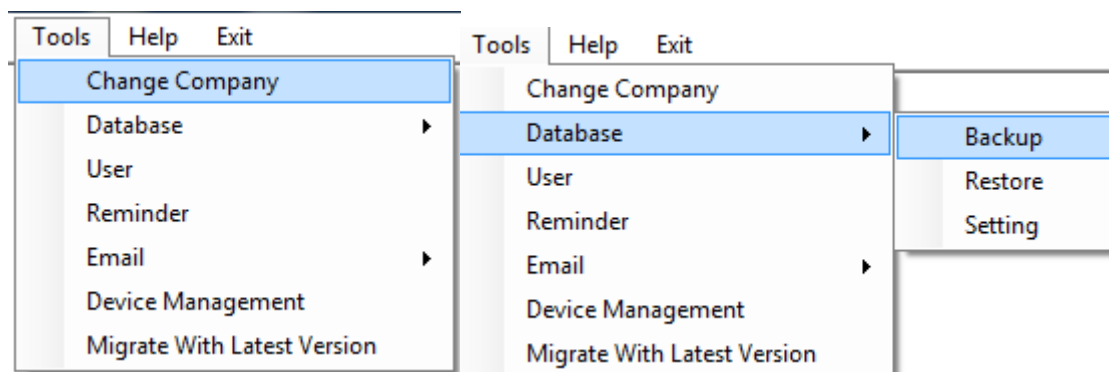 Tools Help Exit
Change Company
Database
User
Reminder
Email
Device Management
Migrate With Latest Version
Tools Help Exit
Change Company
Database
User
Reminder
Email
Device Management
Migrate With Latest Version
Backup
Restore
Setting